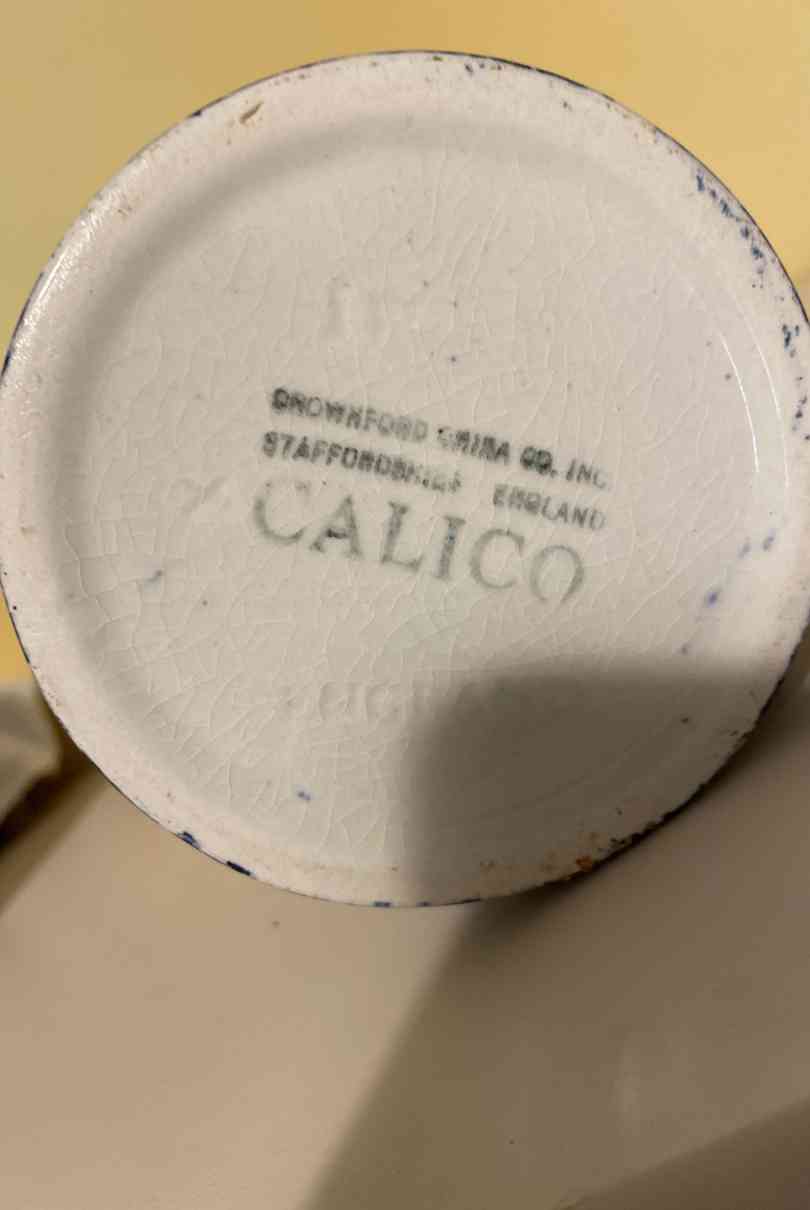 CROWNFORD CHINA CO. INC.
STAFFORDSHIRE ENGLAND
CALICO